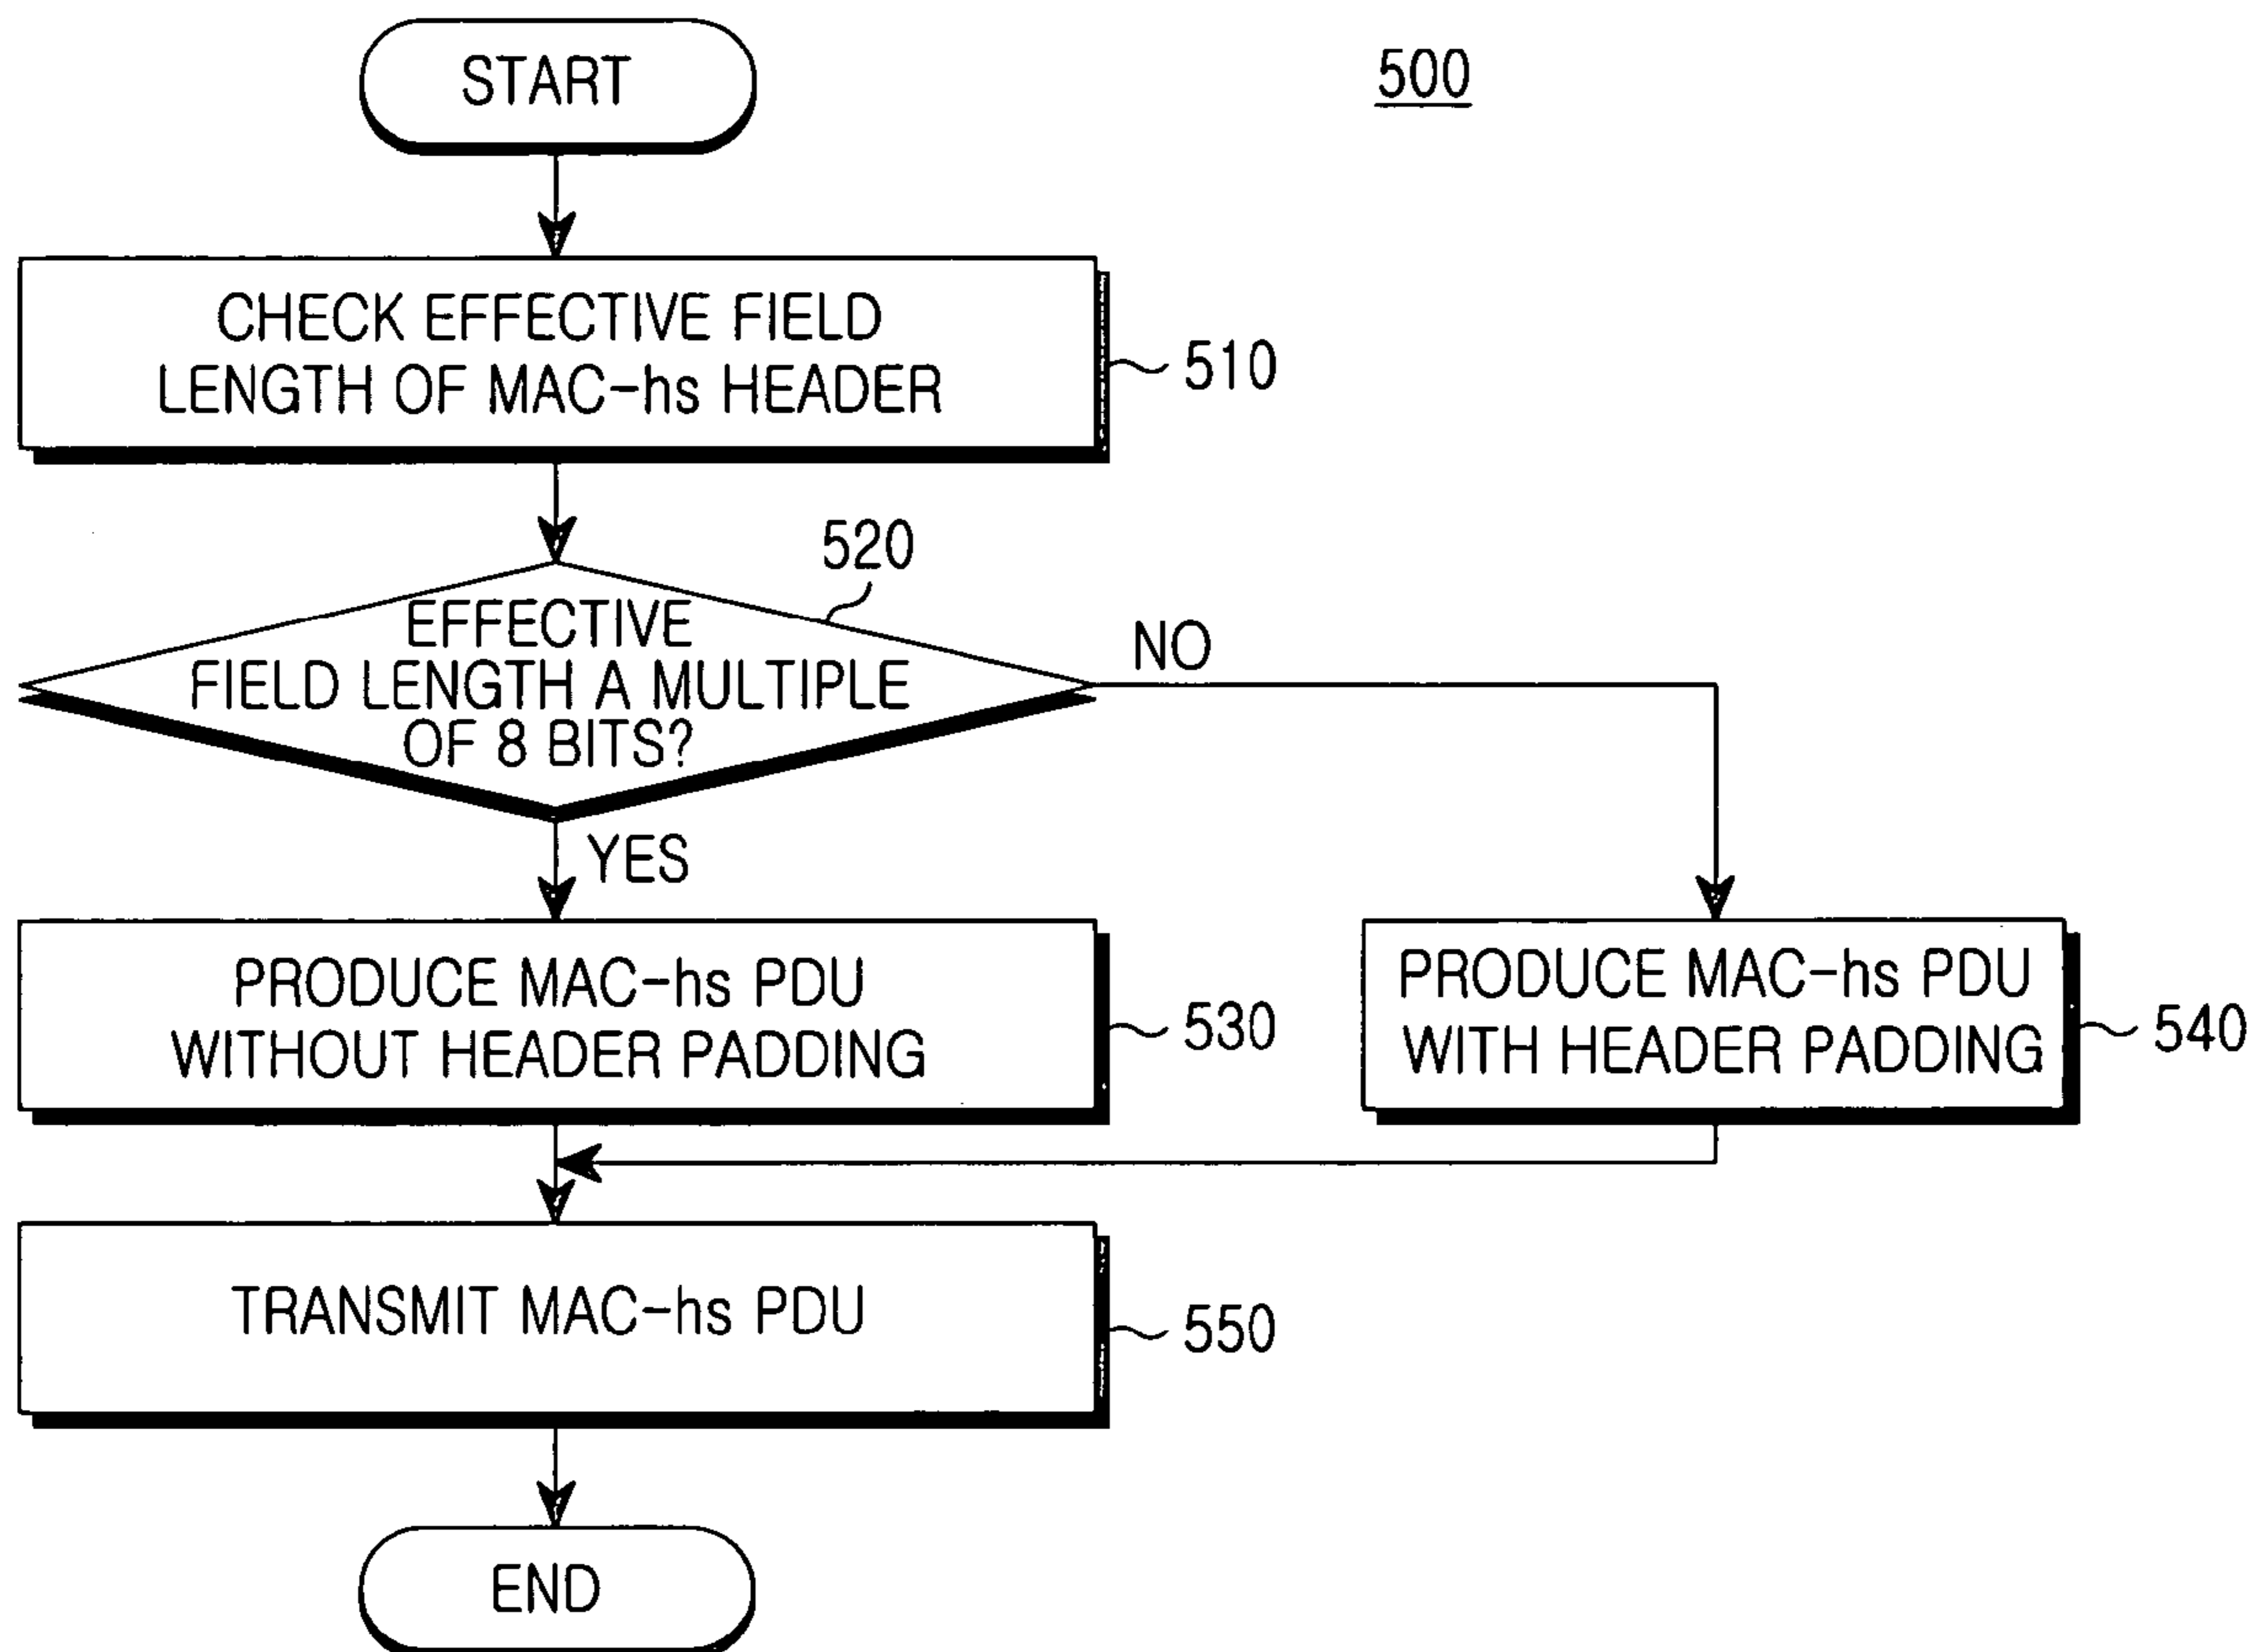 START
500
CHECK EFFECTIVE FIELD
LENGTH OF MAC-hs HEADER
510
520
EFFECTIVE
FIELD LENGTH A MULTIPLE
OF 8 BITS?
NO
YES
PRODUCE MAC-hs PDU
WITHOUT HEADER PADDING
530
PRODUCE MAC-hs PDU
WITH HEADER PADDING
540
TRANSMIT MAC-hs PDU
550
END